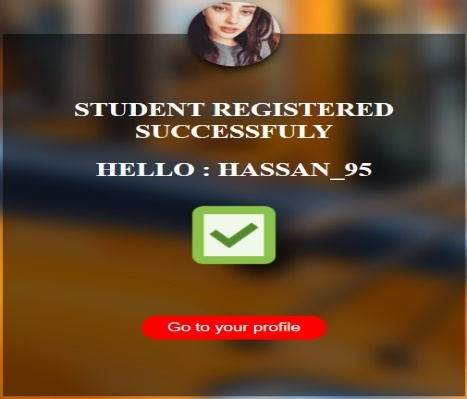 STUDENT REGISTERED
SUCCESSFULY
HELLO : HASSAN_95
Go to your profile